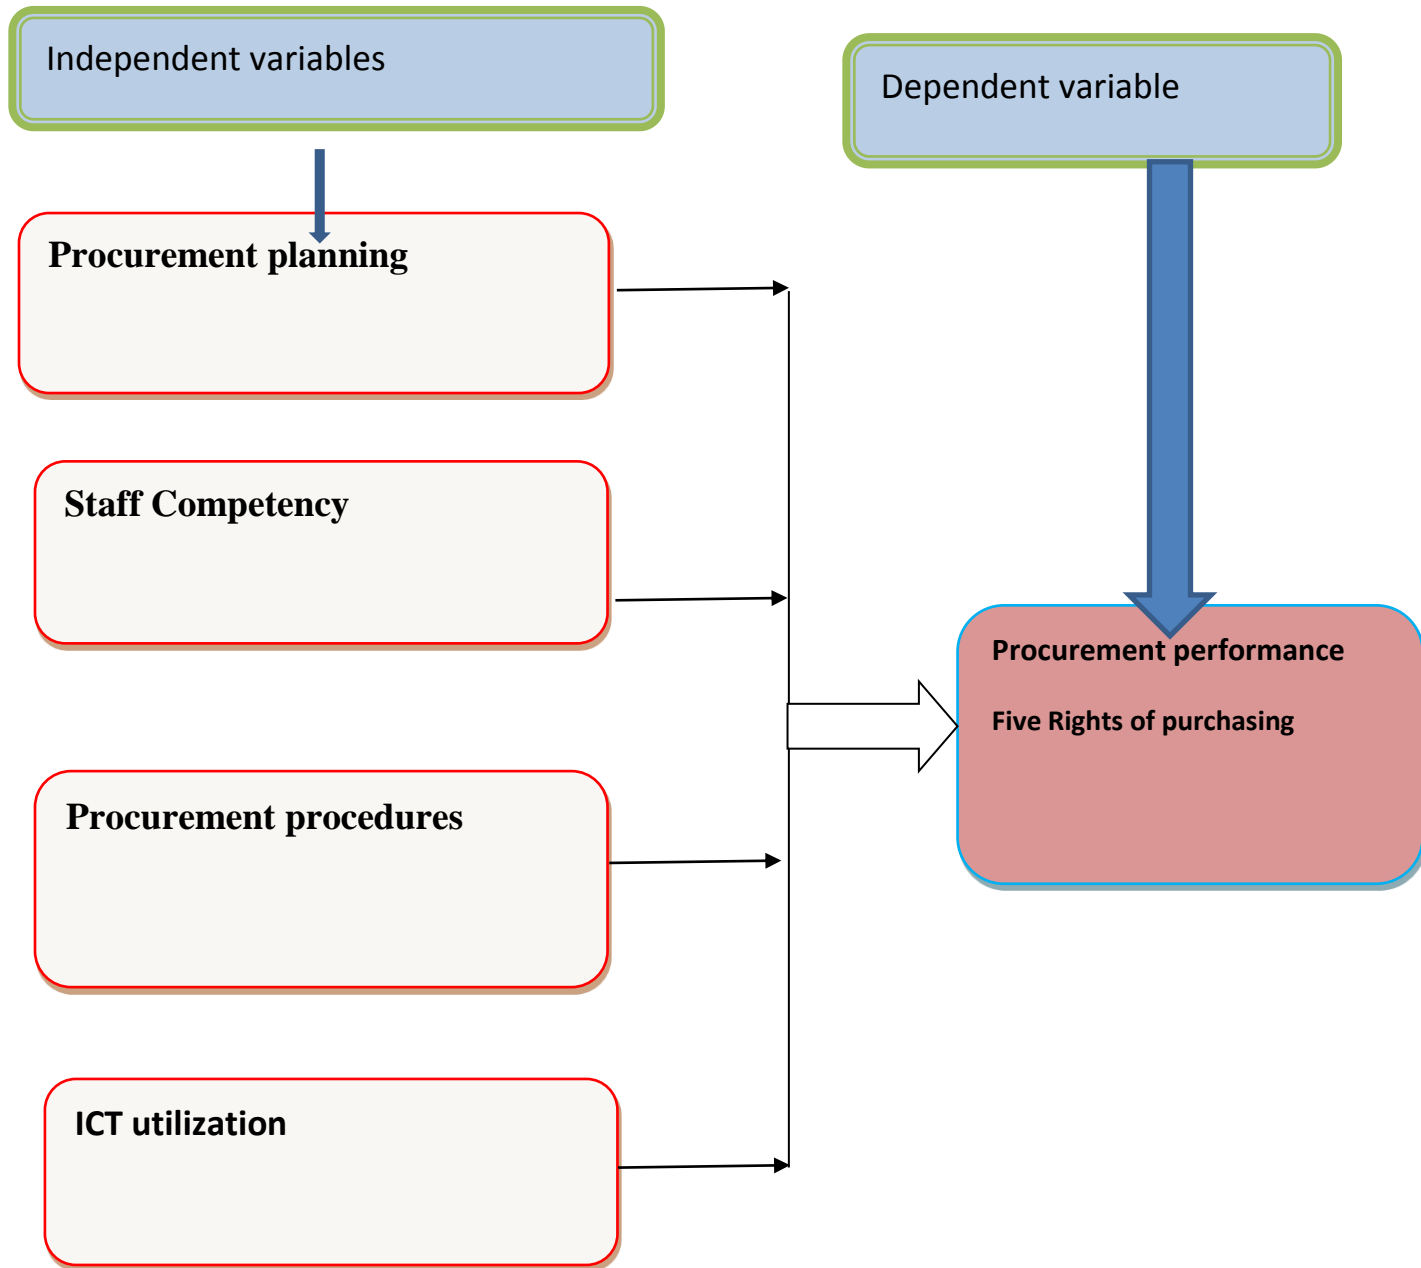 Independent variables
Dependent variable
Procurement planning
Staff Competency
Procurement performance
Five Rights of purchasing
Procurement procedures
ICT utilization